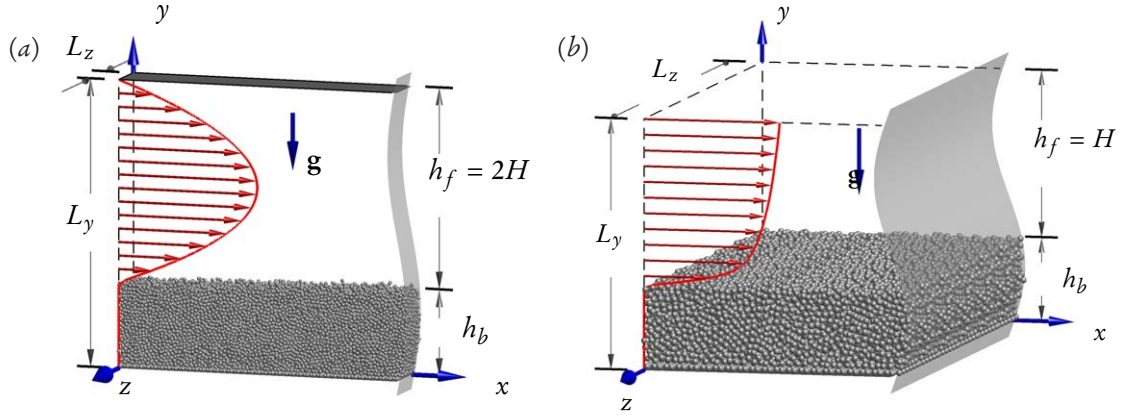 (a)
y
L_z
g
h_f = 2H
L_y
h_b
z
x
(b)
y
L_z
g
h_f = H
L_y
h_b
z
x